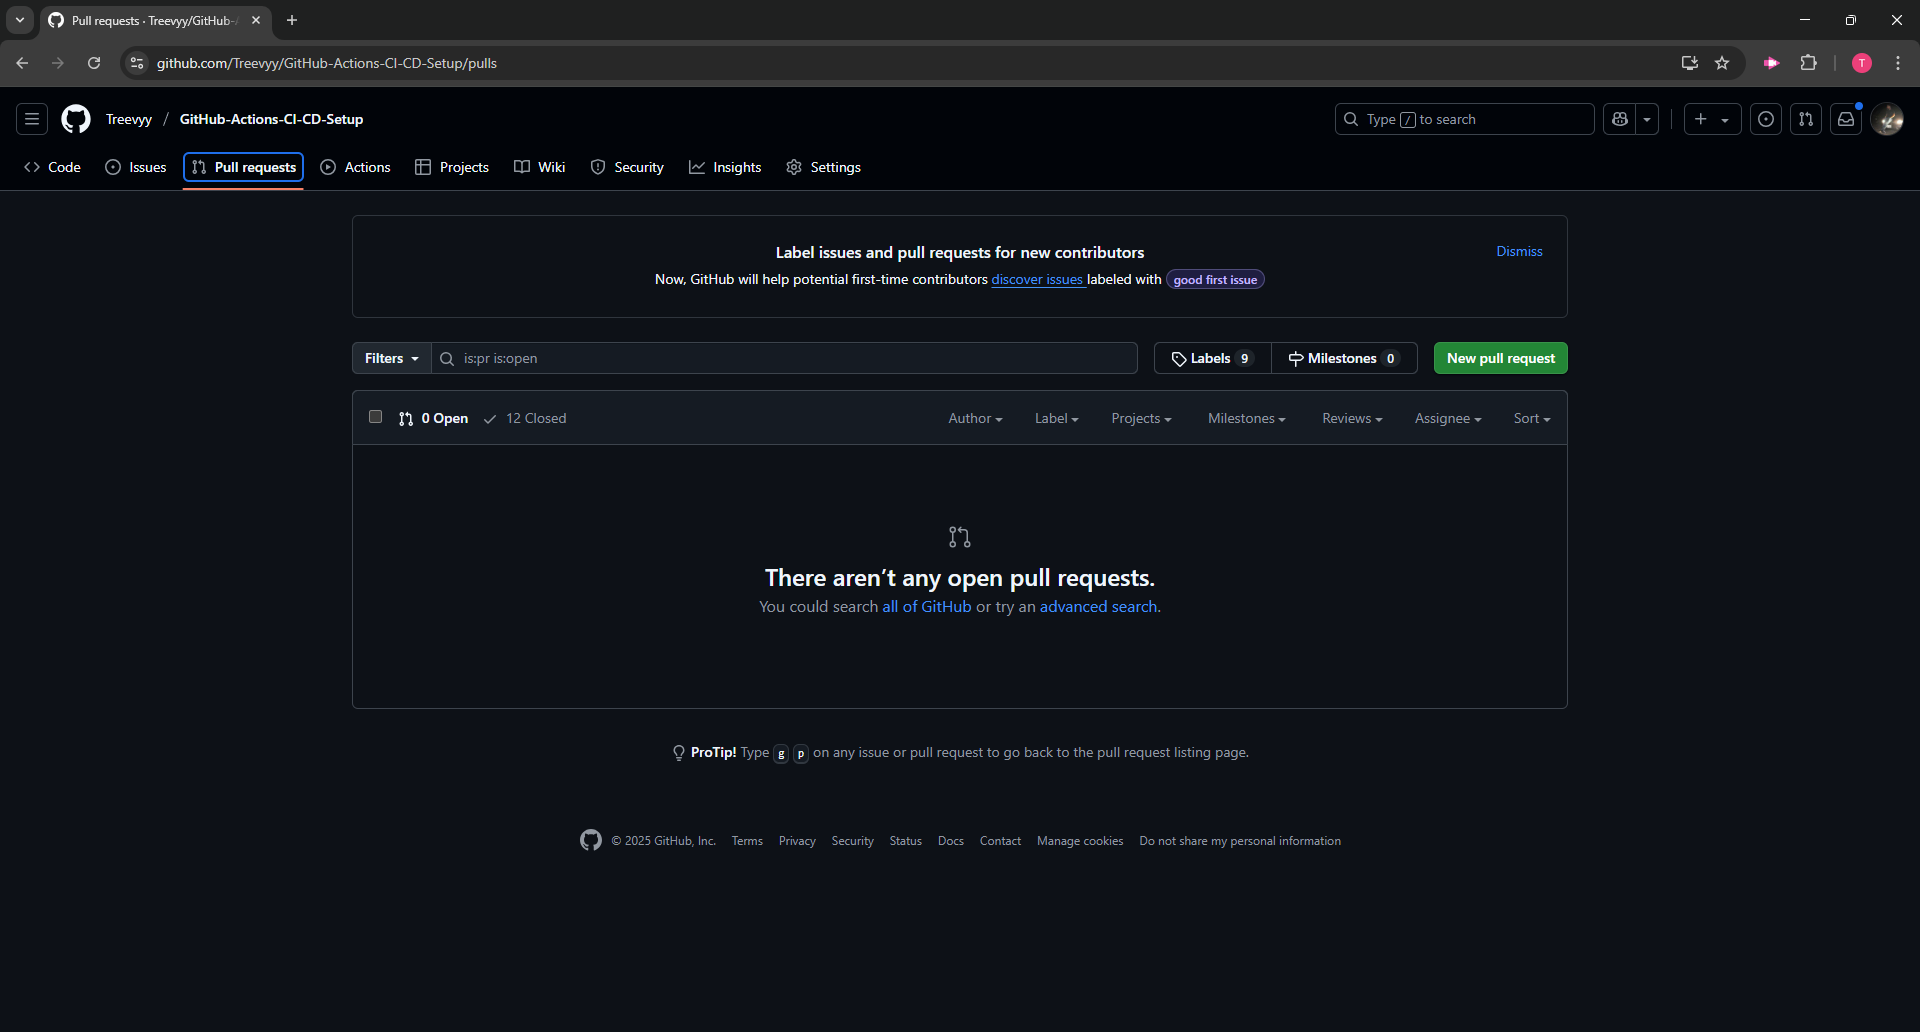 Pull requests · Treevyy/GitHub-
github.com/Treevyy/GitHub-Actions-CI-CD-Setup/pulls
T
Treevyy / GitHub-Actions-CI-CD-Setup
Type / to search
Code Issues Pull requests Actions Projects Wiki Security Insights Settings
Label issues and pull requests for new contributors
Dismiss
Now, GitHub will help potential first-time contributors discover issues labeled with good first issue
Filters is:pr is:open Labels 9 Milestones 0 New pull request
0 Open 12 Closed Author Label Projects Milestones Reviews Assignee Sort
There aren’t any open pull requests.
You could search all of GitHub or try an advanced search.
ProTip! Type g p on any issue or pull request to go back to the pull request listing page.
© 2025 GitHub, Inc. Terms Privacy Security Status Docs Contact Manage cookies Do not share my personal information